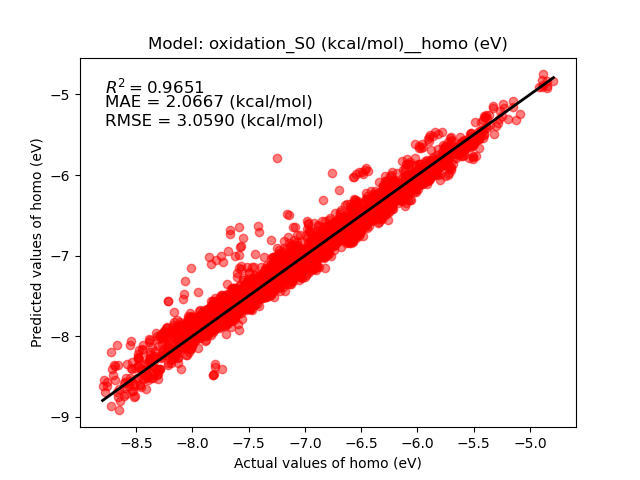 Model: oxidation_S0 (kcal/mol)__homo (eV)
R² = 0.9651
MAE = 2.0667 (kcal/mol)
RMSE = 3.0590 (kcal/mol)
Predicted values of homo (eV)
−5
−6
−7
−8
−9
−8.5 −8.0 −7.5 −7.0 −6.5 −6.0 −5.5 −5.0
Actual values of homo (eV)